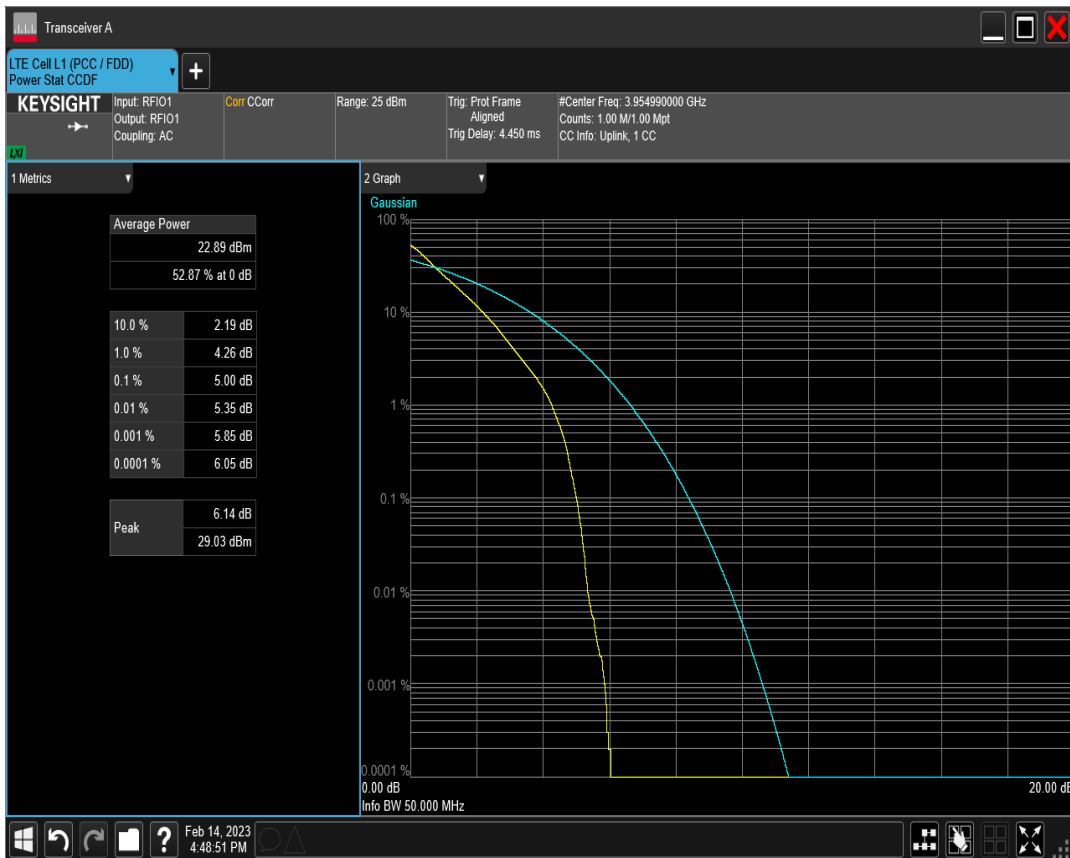 Transceiver A
LTE Cell L1 (PCC / FDD)
Power Stat CCDF
KEYSIGHT
LXI
Input: RFIO1
Output: RFIO1
Coupling: AC
Corr CCorr
Range: 25 dBm
Trig: Prot Frame
Aligned
Trig Delay: 4.450 ms
#Center Freq: 3.954990000 GHz
Counts: 1.00 M/1.00 Mpt
CC Info: Uplink, 1 CC
1 Metrics
Average Power
22.89 dBm
52.87 % at 0 dB
10.0 % 2.19 dB
1.0 % 4.26 dB
0.1 % 5.00 dB
0.01 % 5.35 dB
0.001 % 5.85 dB
0.0001 % 6.05 dB
Peak
6.14 dB
29.03 dBm
2 Graph
Gaussian
100 %
10 %
1 %
0.1 %
0.01 %
0.001 %
0.0001 %
0.00 dB
20.00 dB
Info BW 50.000 MHz
? Feb 14, 2023
4:48:51 PM